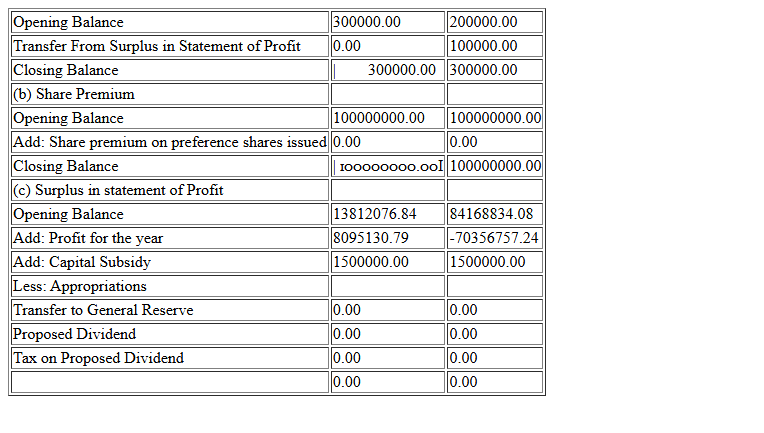 Opening Balance 300000.00 200000.00
Transfer From Surplus in Statement of Profit 0.00 100000.00
Closing Balance | 300000.00 300000.00
(b) Share Premium
Opening Balance 100000000.00 100000000.00
Add: Share premium on preference shares issued 0.00 0.00
Closing Balance | 1oooooooo.ooI 100000000.00
(c) Surplus in statement of Profit
Opening Balance 13812076.84 84168834.08
Add: Profit for the year 8095130.79 -70356757.24
Add: Capital Subsidy 1500000.00 1500000.00
Less: Appropriations
Transfer to General Reserve 0.00 0.00
Proposed Dividend 0.00 0.00
Tax on Proposed Dividend 0.00 0.00
0.00 0.00